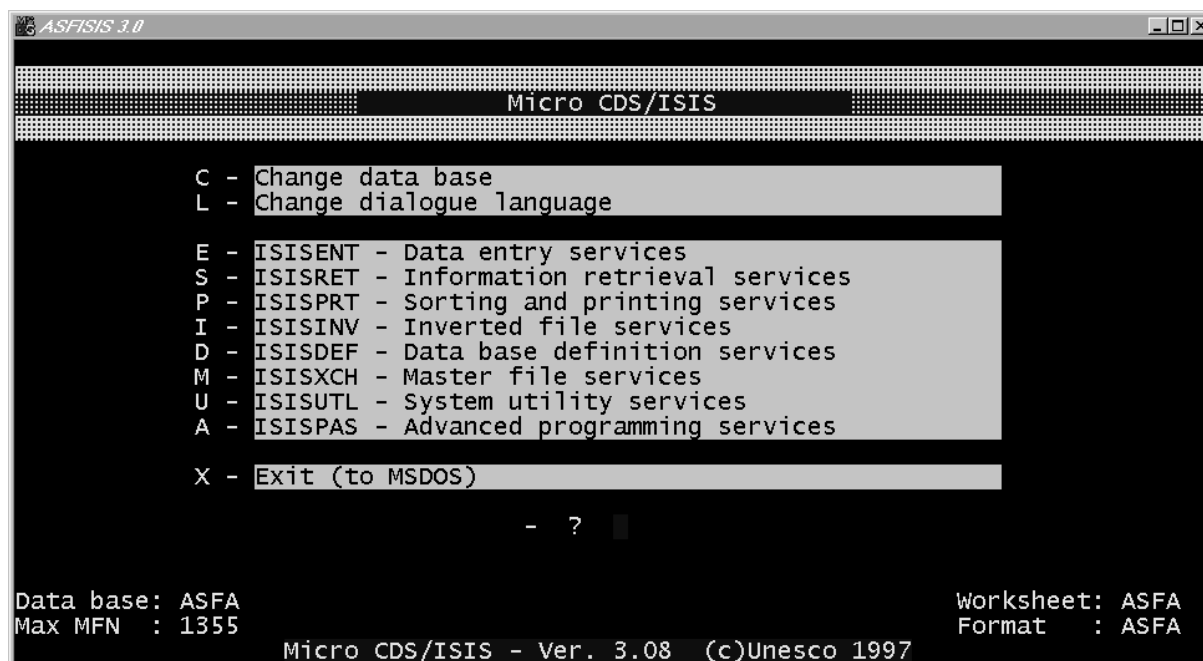 ASFISIS 3.0
Micro CDS/ISIS
C - Change data base
L - Change dialogue language
E - ISISENT - Data entry services
S - ISISRET - Information retrieval services
P - ISISPRT - Sorting and printing services
I - ISISINV - Inverted file services
D - ISISDEF - Data base definition services
M - ISISXCH - Master file services
U - ISISUTL - System utility services
A - ISISPAS - Advanced programming services
X - Exit (to MSDOS)
- ?
Data base: ASFA Worksheet: ASFA
Max MFN : 1355 Format : ASFA
Micro CDS/ISIS - Ver. 3.08 (c)Unesco 1997